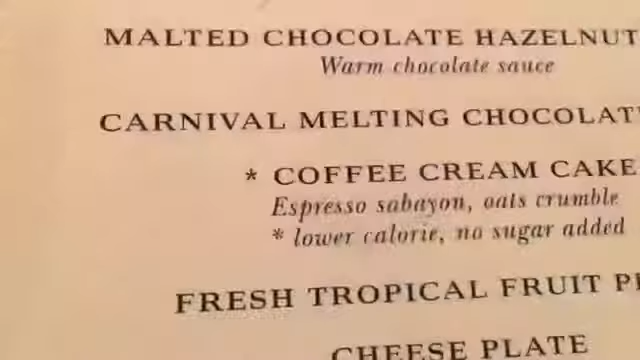 MALTED CHOCOLATE HAZELNUT
Warm chocolate sauce
CARNIVAL MELTING CHOCOLAT
* COFFEE CREAM CAKE
Espresso sabayon, oats crumble
* lower calorie, no sugar added
FRESH TROPICAL FRUIT
CHEESE PLATE